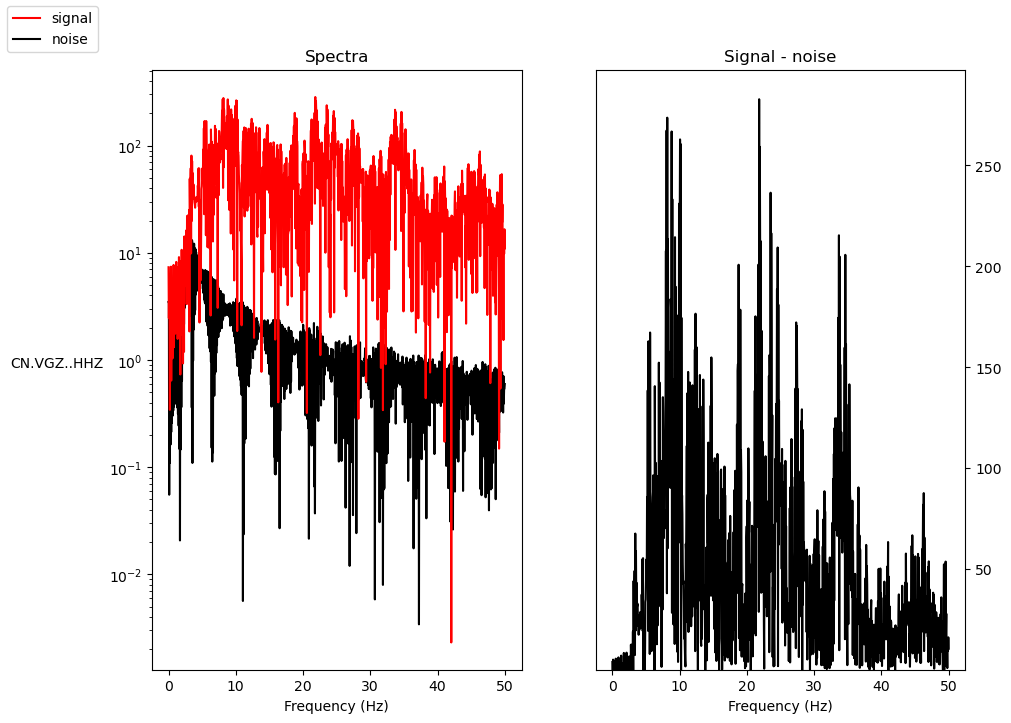 signal
noise
Spectra
Signal - noise
10²
10¹
10⁰
10⁻¹
10⁻²
CN.VGZ..HHZ
250
200
150
100
50
0 10 20 30 40 50
0 10 20 30 40 50
Frequency (Hz)
Frequency (Hz)